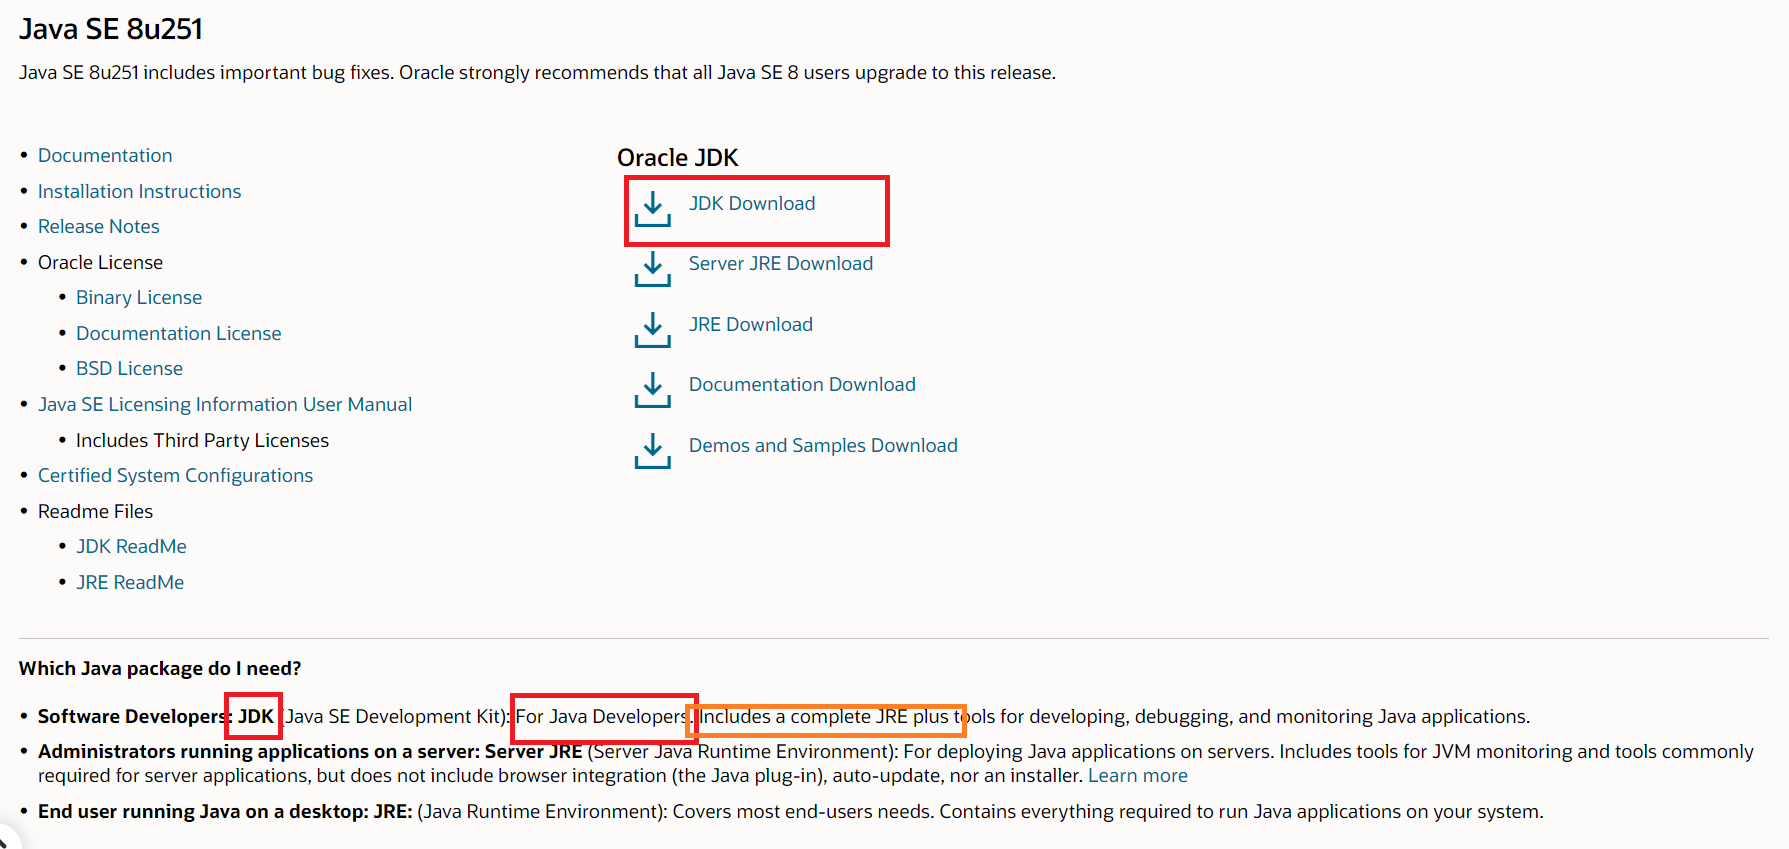 Java SE 8u251
Java SE 8u251 includes important bug fixes. Oracle strongly recommends that all Java SE 8 users upgrade to this release.
• Documentation
• Installation Instructions
• Release Notes
• Oracle License
• Binary License
• Documentation License
• BSD License
• Java SE Licensing Information User Manual
• Includes Third Party Licenses
• Certified System Configurations
• Readme Files
• JDK ReadMe
• JRE ReadMe
Oracle JDK
JDK Download
Server JRE Download
JRE Download
Documentation Download
Demos and Samples Download
Which Java package do I need?
• Software Developers: JDK (Java SE Development Kit): For Java Developers. Includes a complete JRE plus tools for developing, debugging, and monitoring Java applications.
• Administrators running applications on a server: Server JRE (Server Java Runtime Environment): For deploying Java applications on servers. Includes tools for JVM monitoring and tools commonly
required for server applications, but does not include browser integration (the Java plug-in), auto-update, nor an installer. Learn more
• End user running Java on a desktop: JRE: (Java Runtime Environment): Covers most end-users needs. Contains everything required to run Java applications on your system.